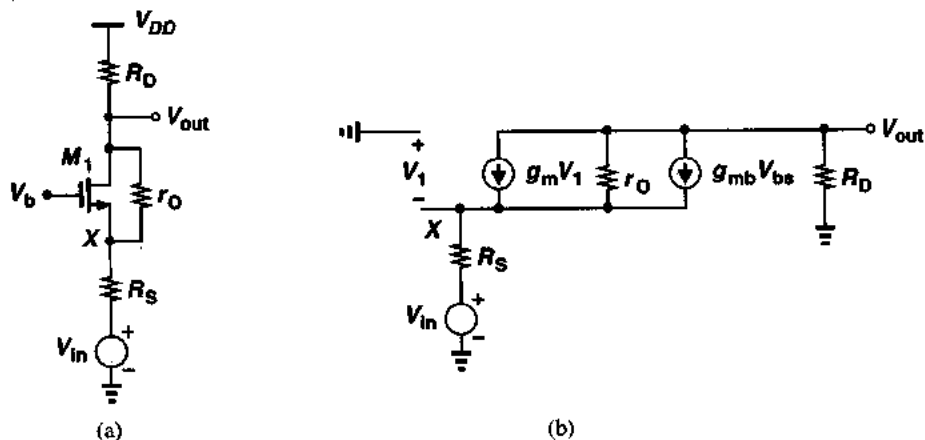 V_DD
R_D
V_out
M_1
V_b
r_O
X
R_S
V_in
+
−
(a)
+
V_1
−
g_mV_1
r_O
g_mbV_bs
V_out
R_D
X
R_S
V_in
+
−
(b)